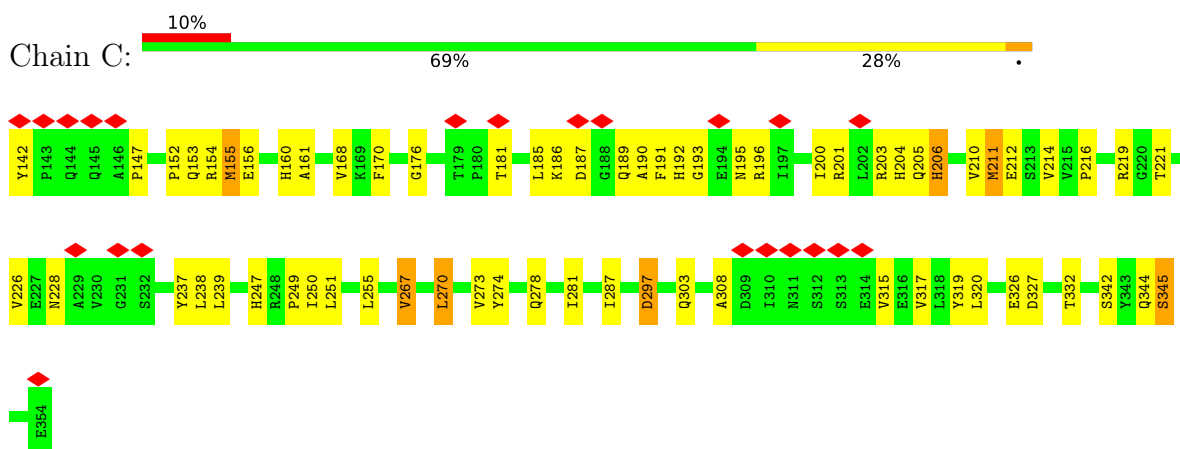 10%
Chain C:
69% 28% •
Y142 P143 Q144 Q145 A146 P147 P152 Q153 R154 M155 E156 H160 A161 V168 K169 F170 G176 T179 P180 T181 L185 K186 D187 G188 Q189 A190 F191 H192 G193 E194 N195 R196 I197 I200 R201 L202 R203 H204 Q205 H206 V210 M211 E212 S213 V214 V215 P216 R219 G220 T221
V226 E227 N228 A229 V230 G231 S232 Y237 L238 L239 H247 R248 P249 I250 L251 L255 V267 L270 V273 Y274 Q278 I281 I287 D297 Q303 A308 D309 I310 N311 S312 S313 F314 V315 E316 V317 L318 Y319 L320 E326 D327 T332 S342 Y343 Q344 S345
E354